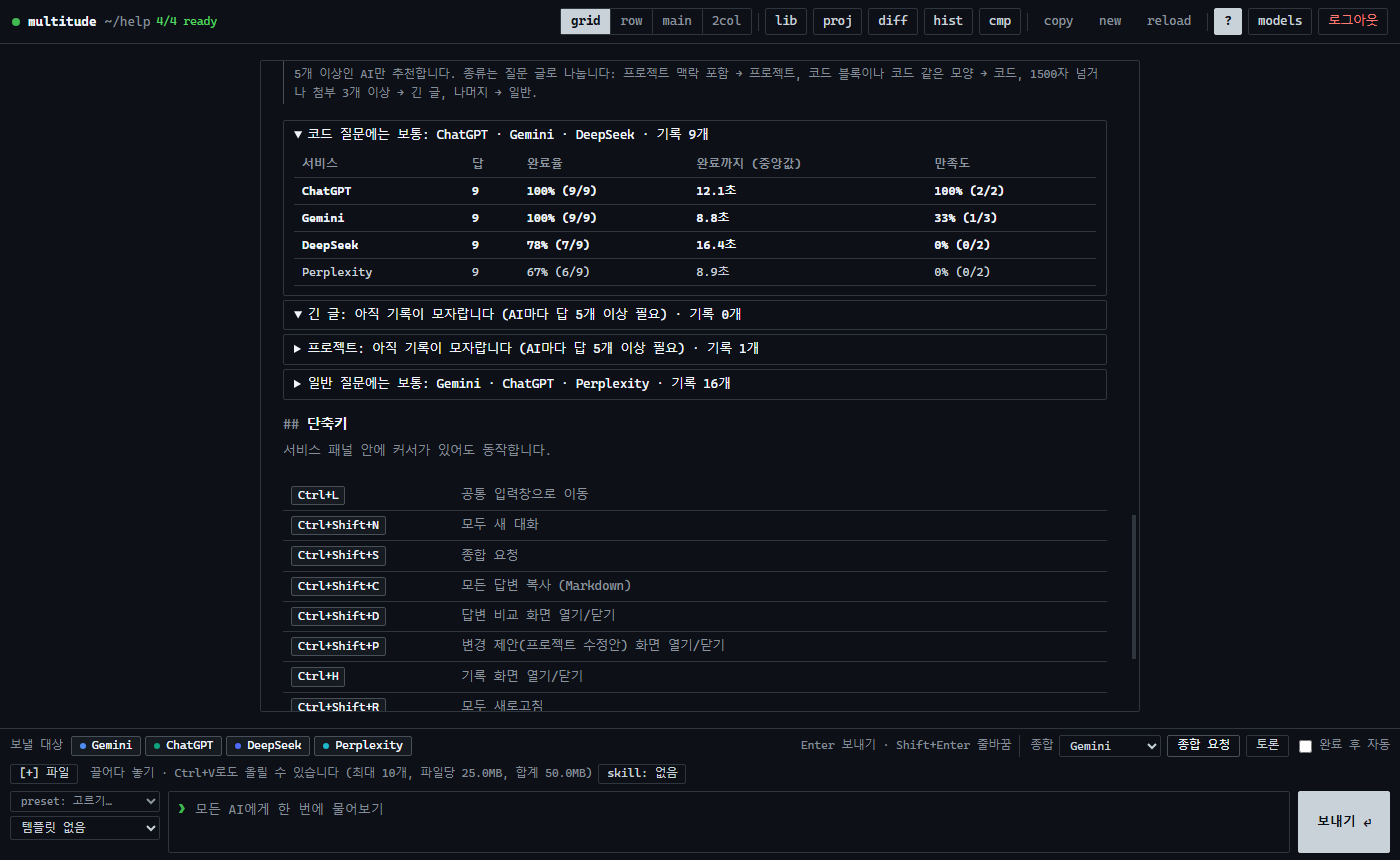 multitude ~/help 4/4 ready
grid row main 2col lib proj diff hist cmp copy new reload ? models 로그아웃
5개 이상인 AI만 추천합니다. 종류는 질문 글로 나눕니다: 프로젝트 맥락 포함 → 프로젝트, 코드 블록이나 코드 같은 모양 → 코드, 1500자 넘거
나 첨부 3개 이상 → 긴 글, 나머지 → 일반.
▼ 코드 질문에는 보통: ChatGPT · Gemini · DeepSeek · 기록 9개
서비스 답 완료율 완료까지 (중앙값) 만족도
ChatGPT 9 100% (9/9) 12.1초 100% (2/2)
Gemini 9 100% (9/9) 8.8초 33% (1/3)
DeepSeek 9 78% (7/9) 16.4초 0% (0/2)
Perplexity 9 67% (6/9) 8.9초 0% (0/2)
▼ 긴 글: 아직 기록이 모자랍니다 (AI마다 답 5개 이상 필요) · 기록 0개
▶ 프로젝트: 아직 기록이 모자랍니다 (AI마다 답 5개 이상 필요) · 기록 1개
▶ 일반 질문에는 보통: Gemini · ChatGPT · Perplexity · 기록 16개
## 단축키
서비스 패널 안에 커서가 있어도 동작합니다.
Ctrl+L 공통 입력창으로 이동
Ctrl+Shift+N 모두 새 대화
Ctrl+Shift+S 종합 요청
Ctrl+Shift+C 모든 답변 복사 (Markdown)
Ctrl+Shift+D 답변 비교 화면 열기/닫기
Ctrl+Shift+P 변경 제안(프로젝트 수정안) 화면 열기/닫기
Ctrl+H 기록 화면 열기/닫기
Ctrl+Shift+R 모두 새로고침
보낼 대상 Gemini ChatGPT DeepSeek Perplexity Enter 보내기 · Shift+Enter 줄바꿈 종합 Gemini 종합 요청 토론 완료 후 자동
[+] 파일 끌어다 놓기 · Ctrl+V로도 올릴 수 있습니다 (최대 10개, 파일당 25.0MB, 합계 50.0MB) skill: 없음
preset: 고르기…
템플릿 없음
❯ 모든 AI에게 한 번에 물어보기
보내기 ↵